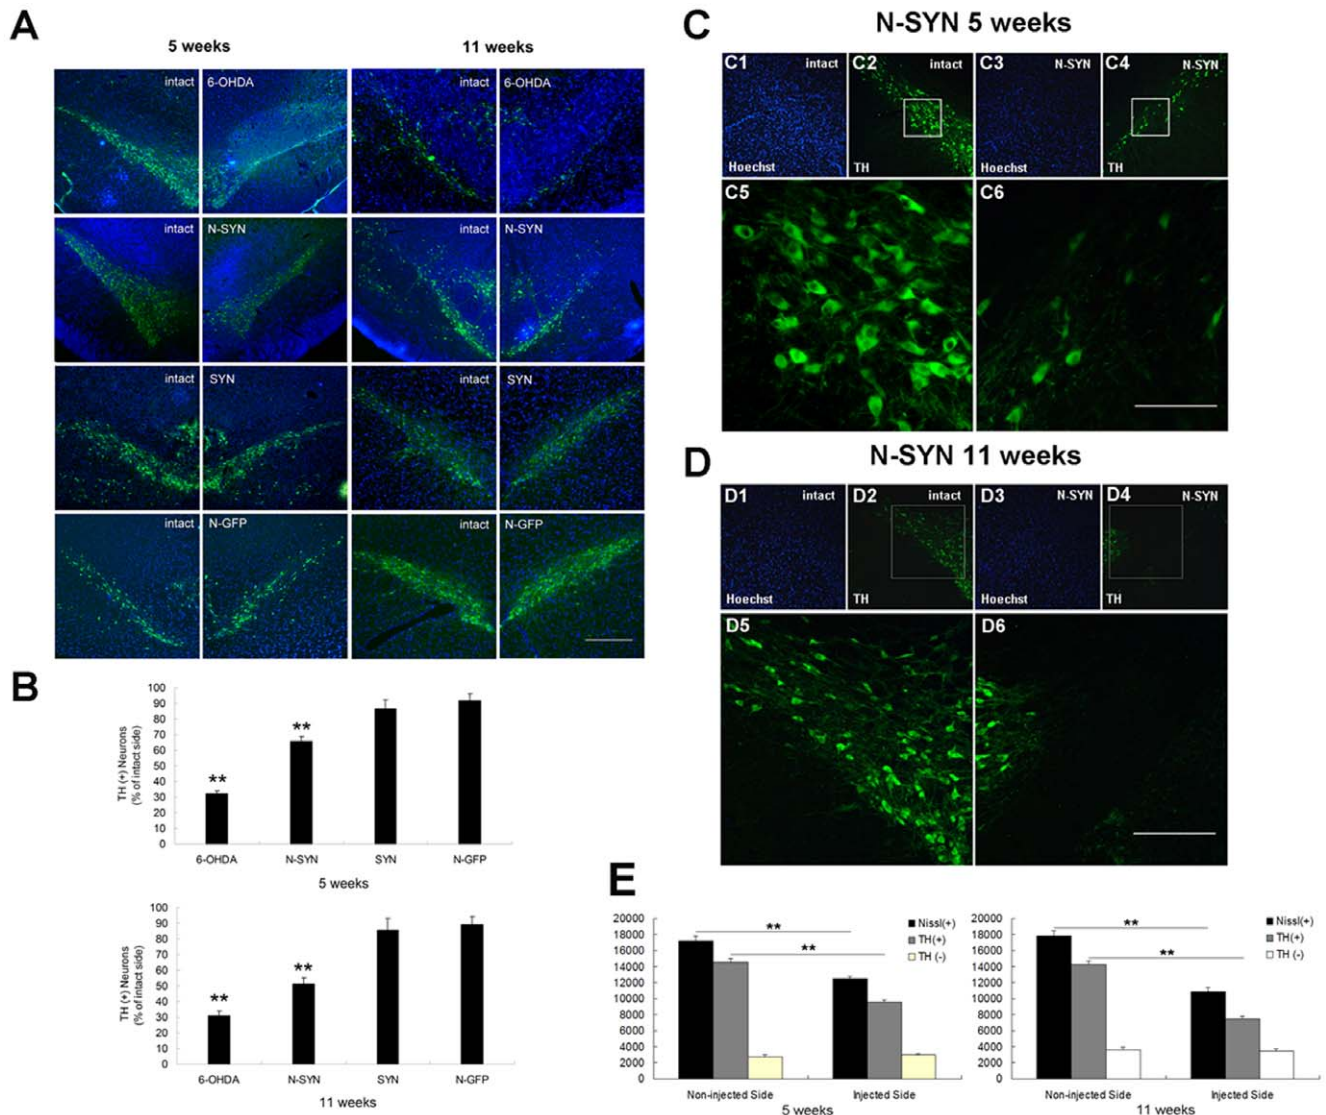 A
5 weeks 11 weeks
intact 6-OHDA intact 6-OHDA
intact N-SYN intact N-SYN
intact SYN intact SYN
intact N-GFP intact N-GFP
B
TH (+) Neurons
(% of intact side)
100
90
80
70
60
50
40
30
20
10
0
** **
6-OHDA N-SYN SYN N-GFP
5 weeks
TH (+) Neurons
(% of intact side)
100
90
80
70
60
50
40
30
20
10
0
** **
6-OHDA N-SYN SYN N-GFP
11 weeks
C
N-SYN 5 weeks
C1 intact C2 intact C3 N-SYN C4 N-SYN
Hoechst TH Hoechst TH
C5 C6
D
N-SYN 11 weeks
D1 intact D2 intact D3 N-SYN D4 N-SYN
Hoechst TH Hoechst TH
D5 D6
E
20000
18000
16000
14000
12000
10000
8000
6000
4000
2000
0
**
**
Nissl(+)
TH(+)
TH (-)
Non-injected Side Injected Side
5 weeks
20000
18000
16000
14000
12000
10000
8000
6000
4000
2000
0
**
**
Nissl(+)
TH(+)
TH (-)
Non-injected Side Injected Side
11 weeks